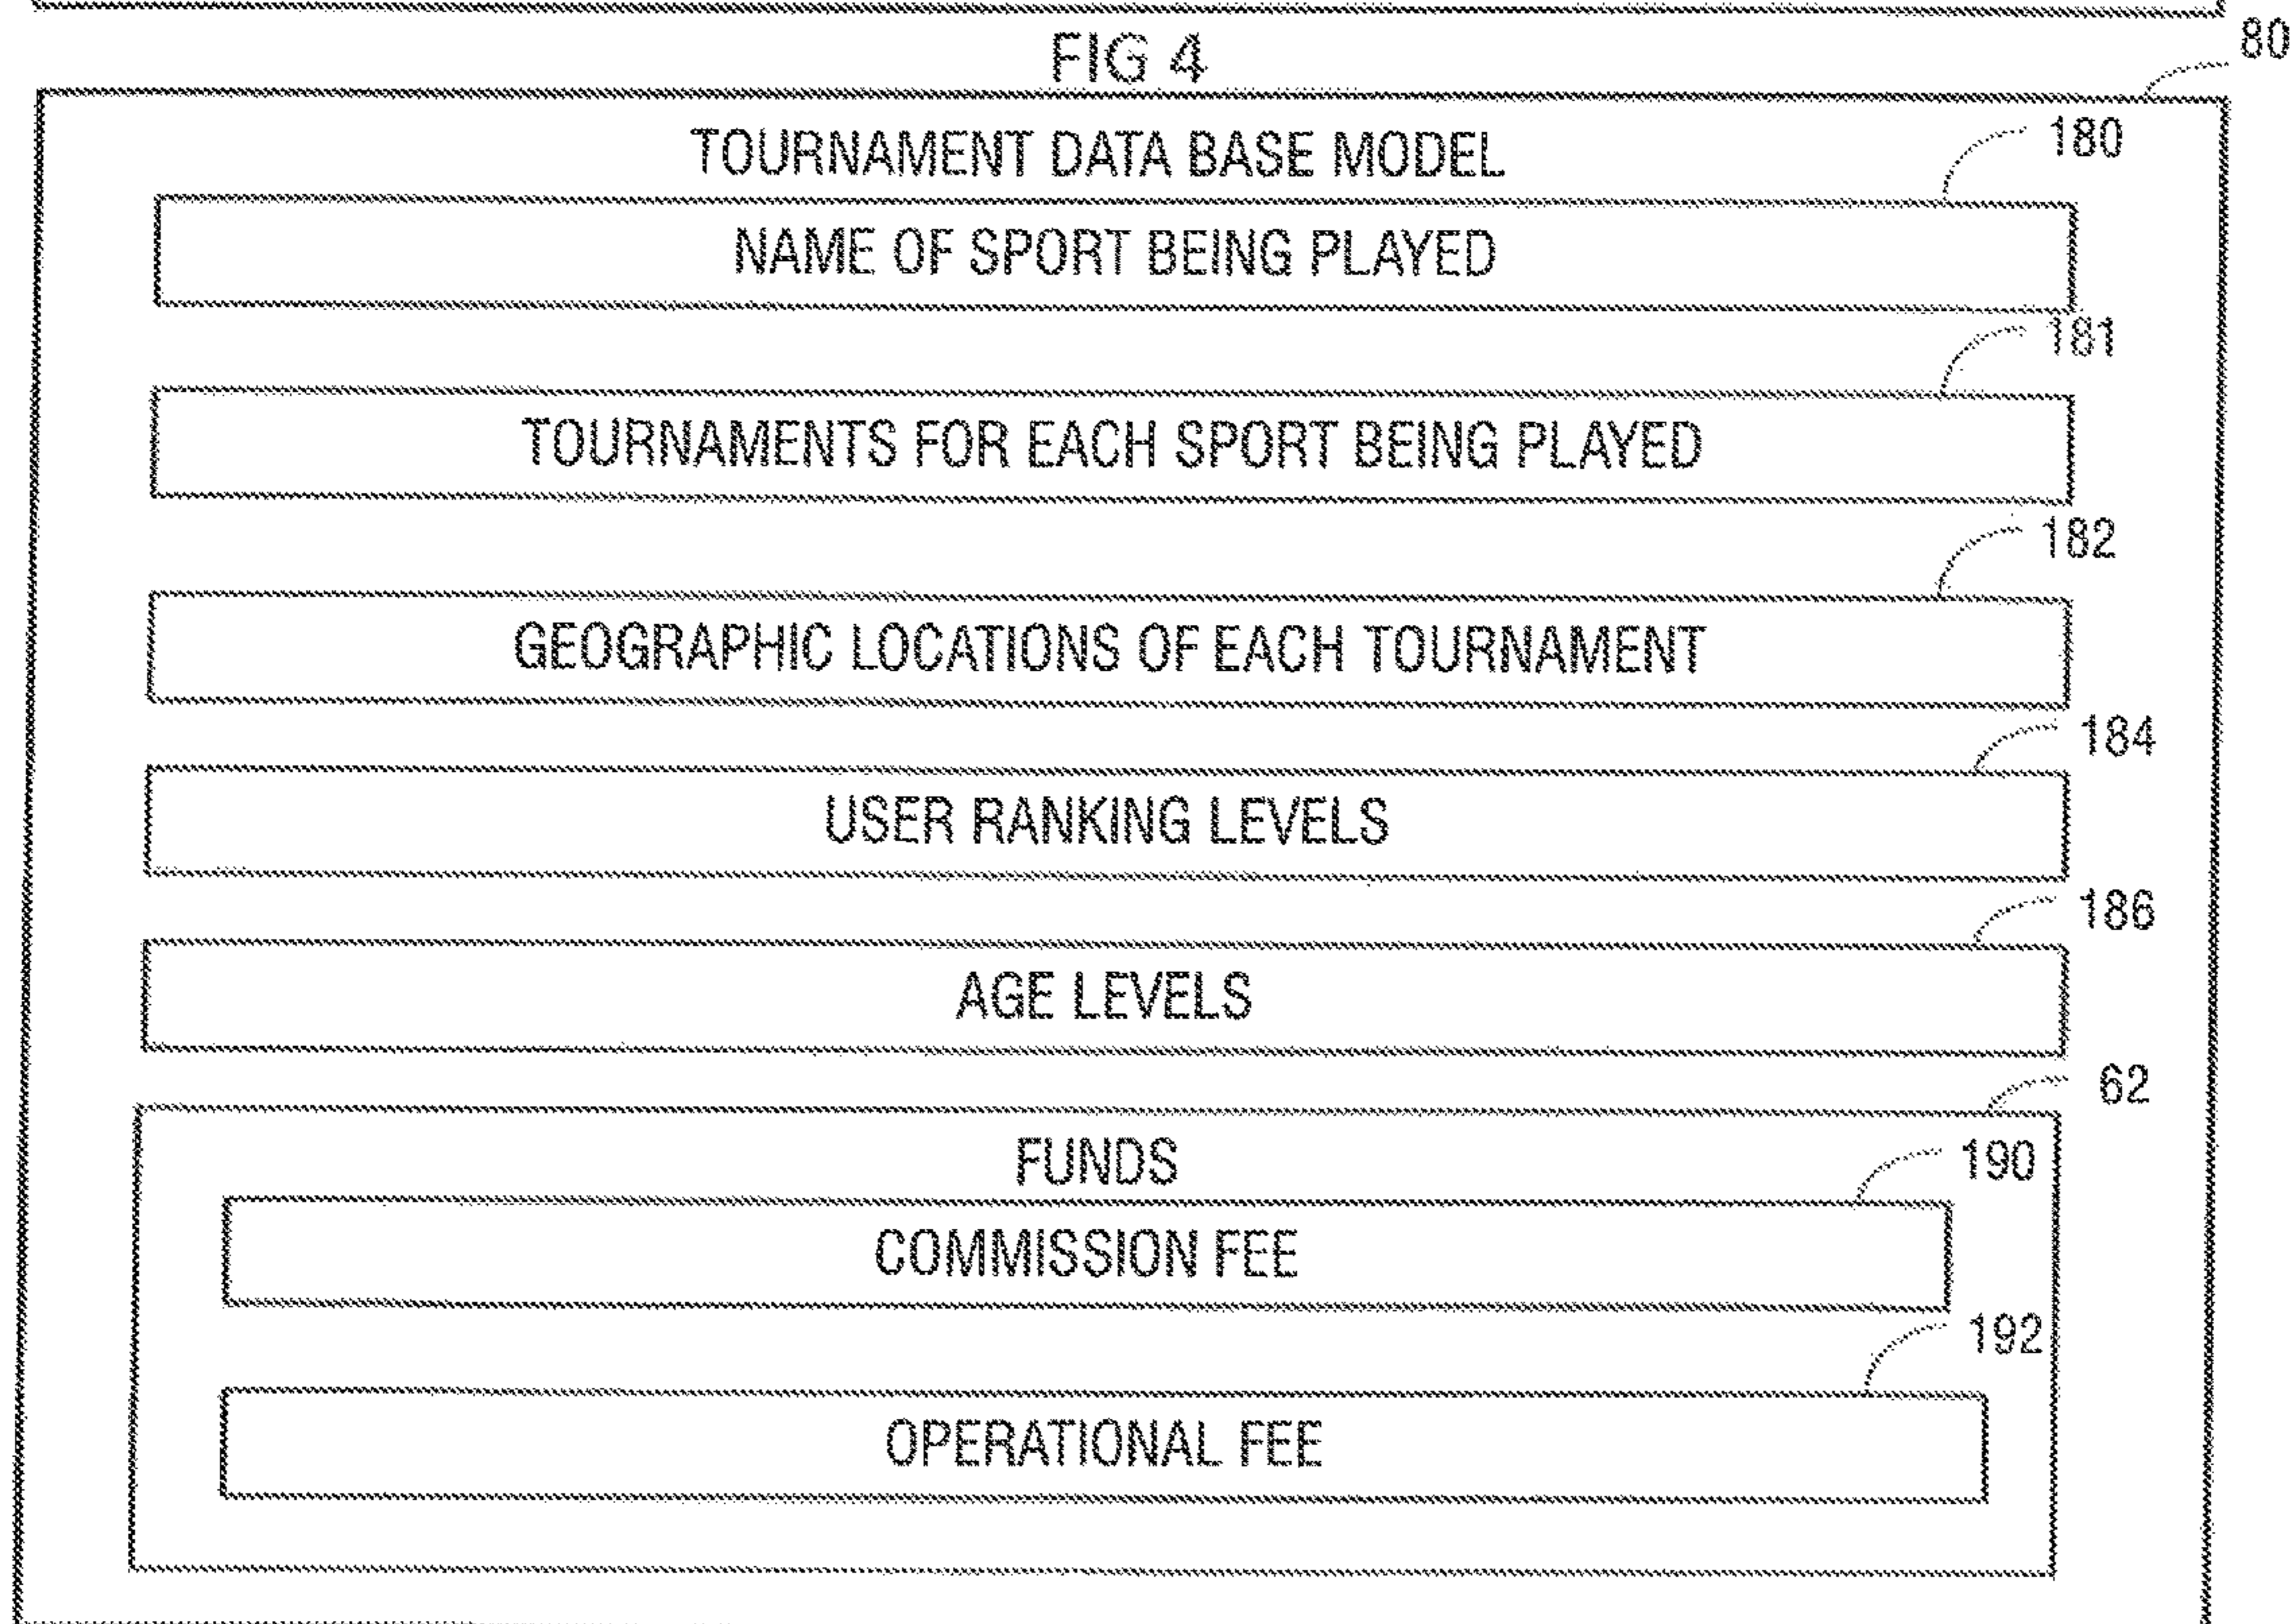 FIG 4
80
TOURNAMENT DATA BASE MODEL
180
NAME OF SPORT BEING PLAYED
181
TOURNAMENTS FOR EACH SPORT BEING PLAYED
182
GEOGRAPHIC LOCATIONS OF EACH TOURNAMENT
184
USER RANKING LEVELS
186
AGE LEVELS
62
FUNDS
190
COMMISSION FEE
192
OPERATIONAL FEE